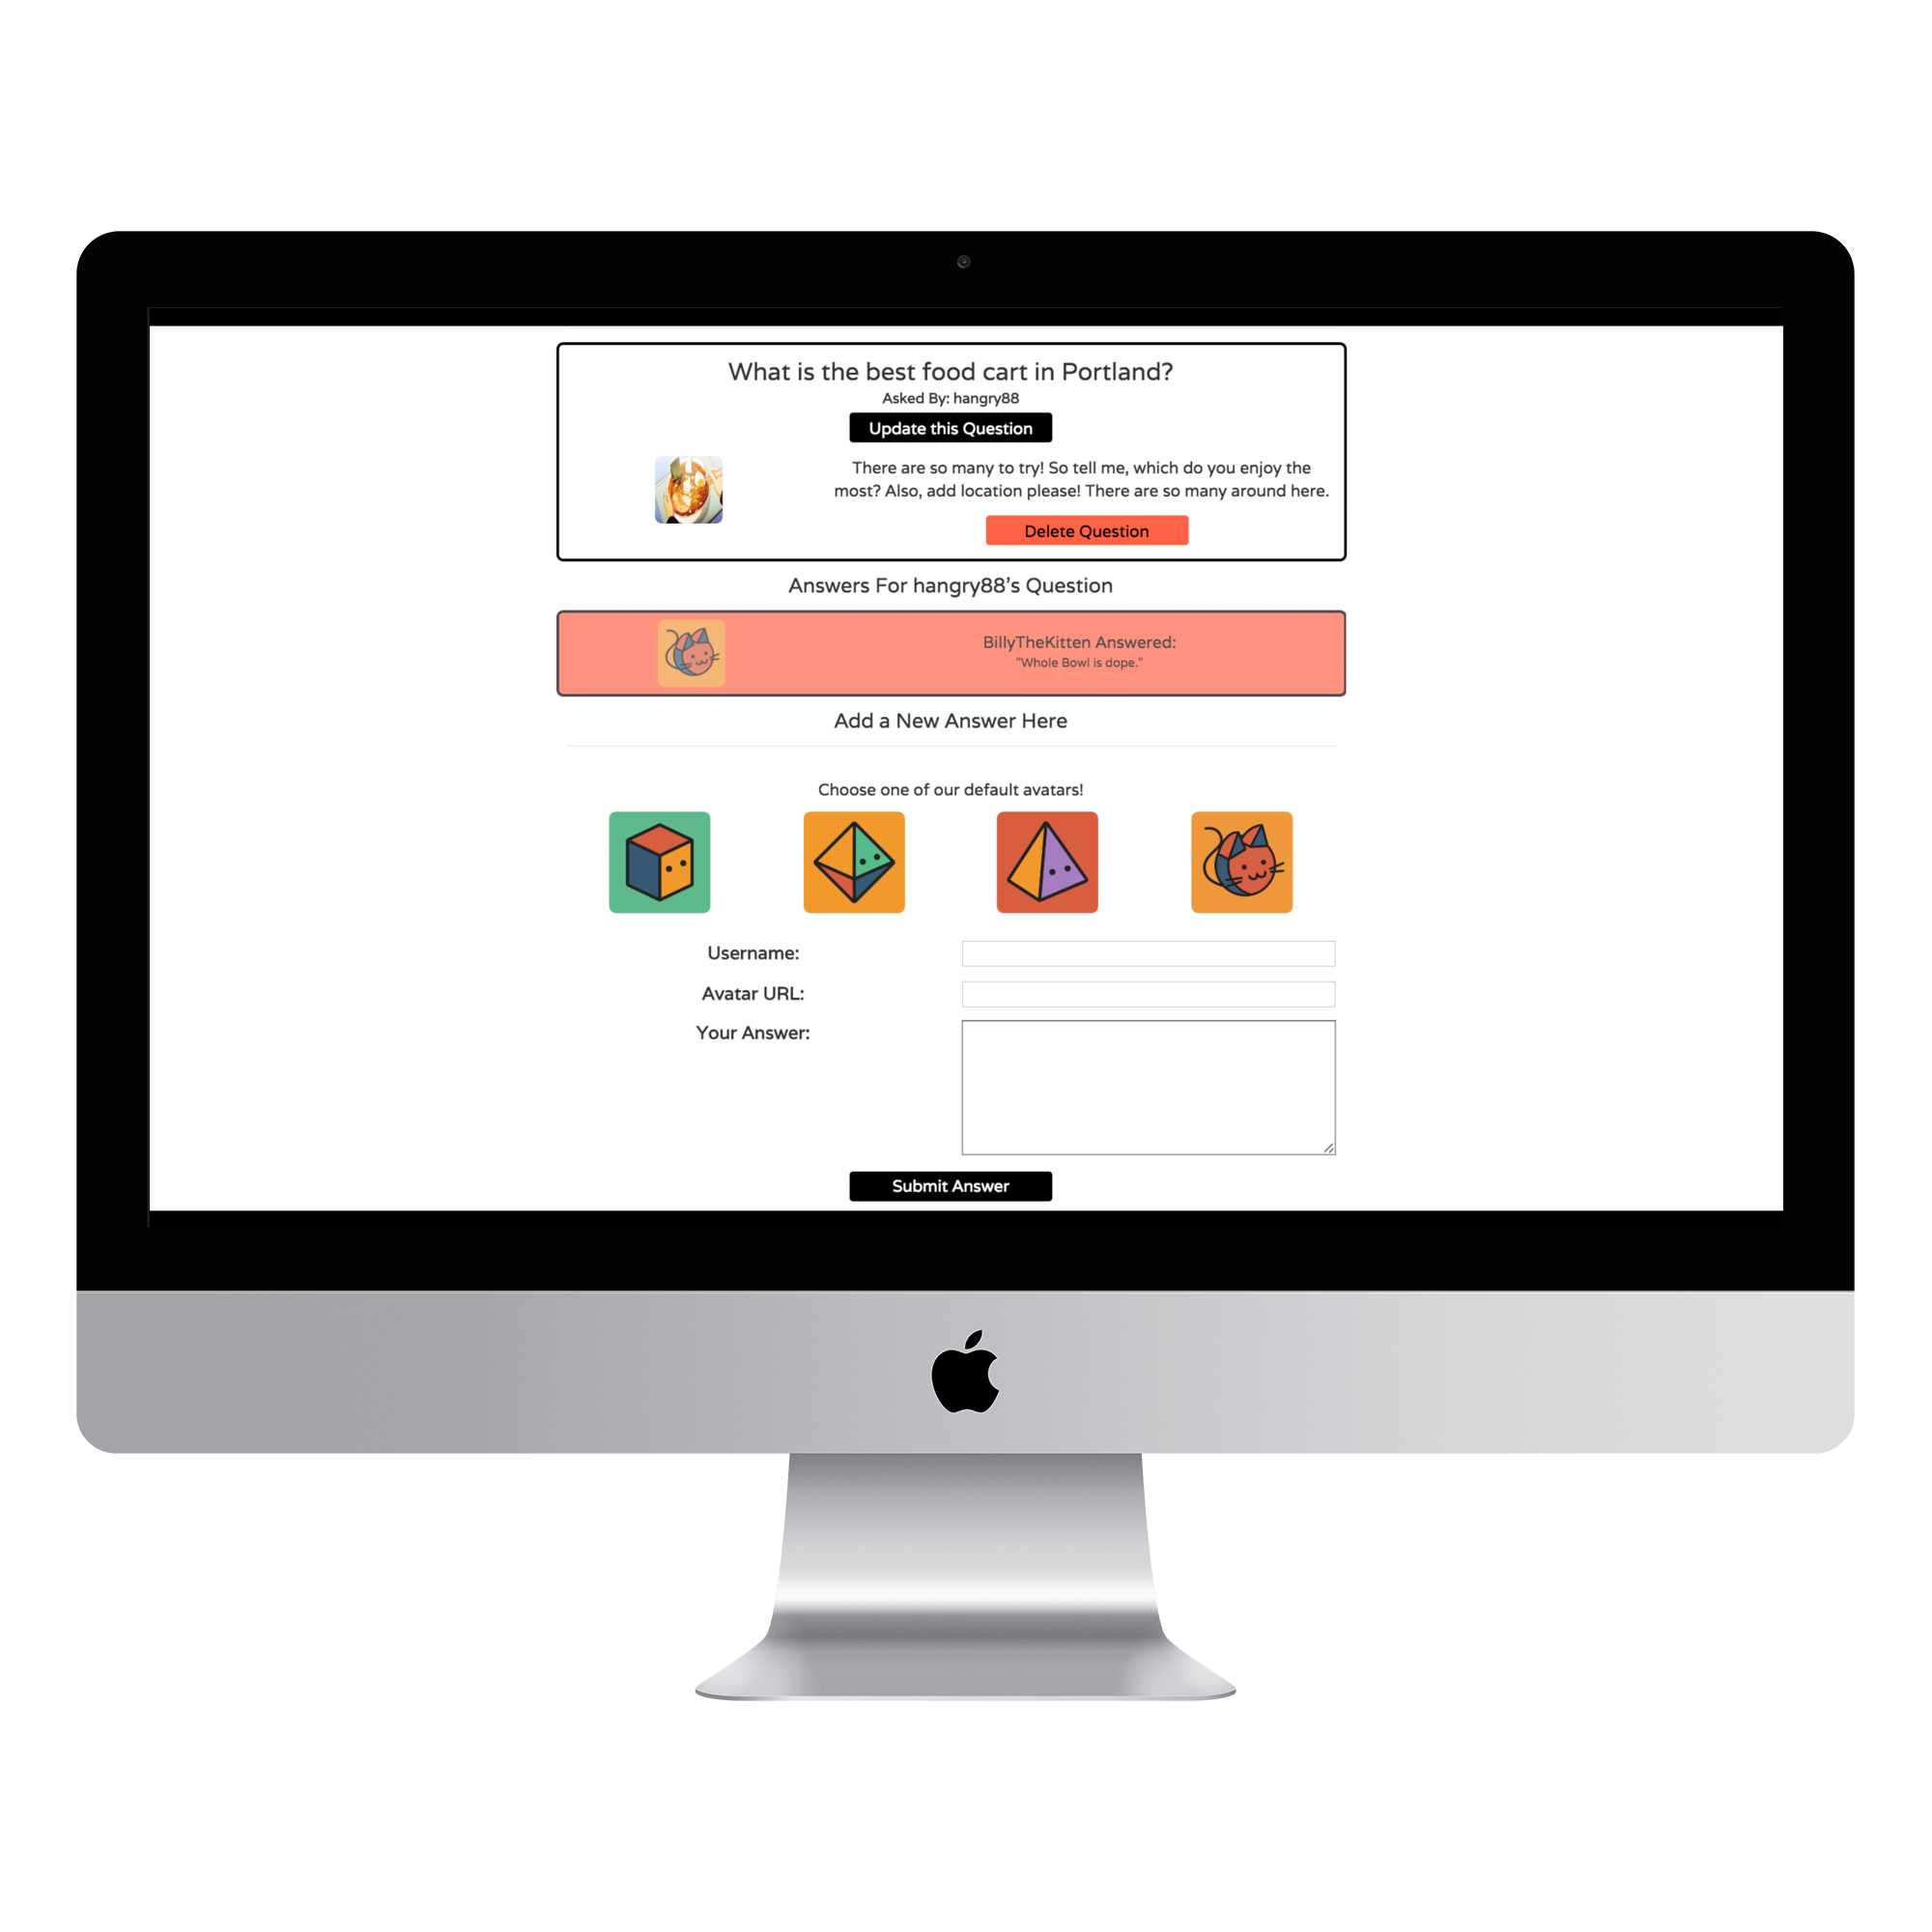 What is the best food cart in Portland?
Asked By: hangry88
Update this Question
There are so many to try! So tell me, which do you enjoy the
most? Also, add location please! There are so many around here.
Delete Question
Answers For hangry88's Question
BillyTheKitten Answered:
"Whole Bowl is dope."
Add a New Answer Here
Choose one of our default avatars!
Username:
Avatar URL:
Your Answer:
Submit Answer